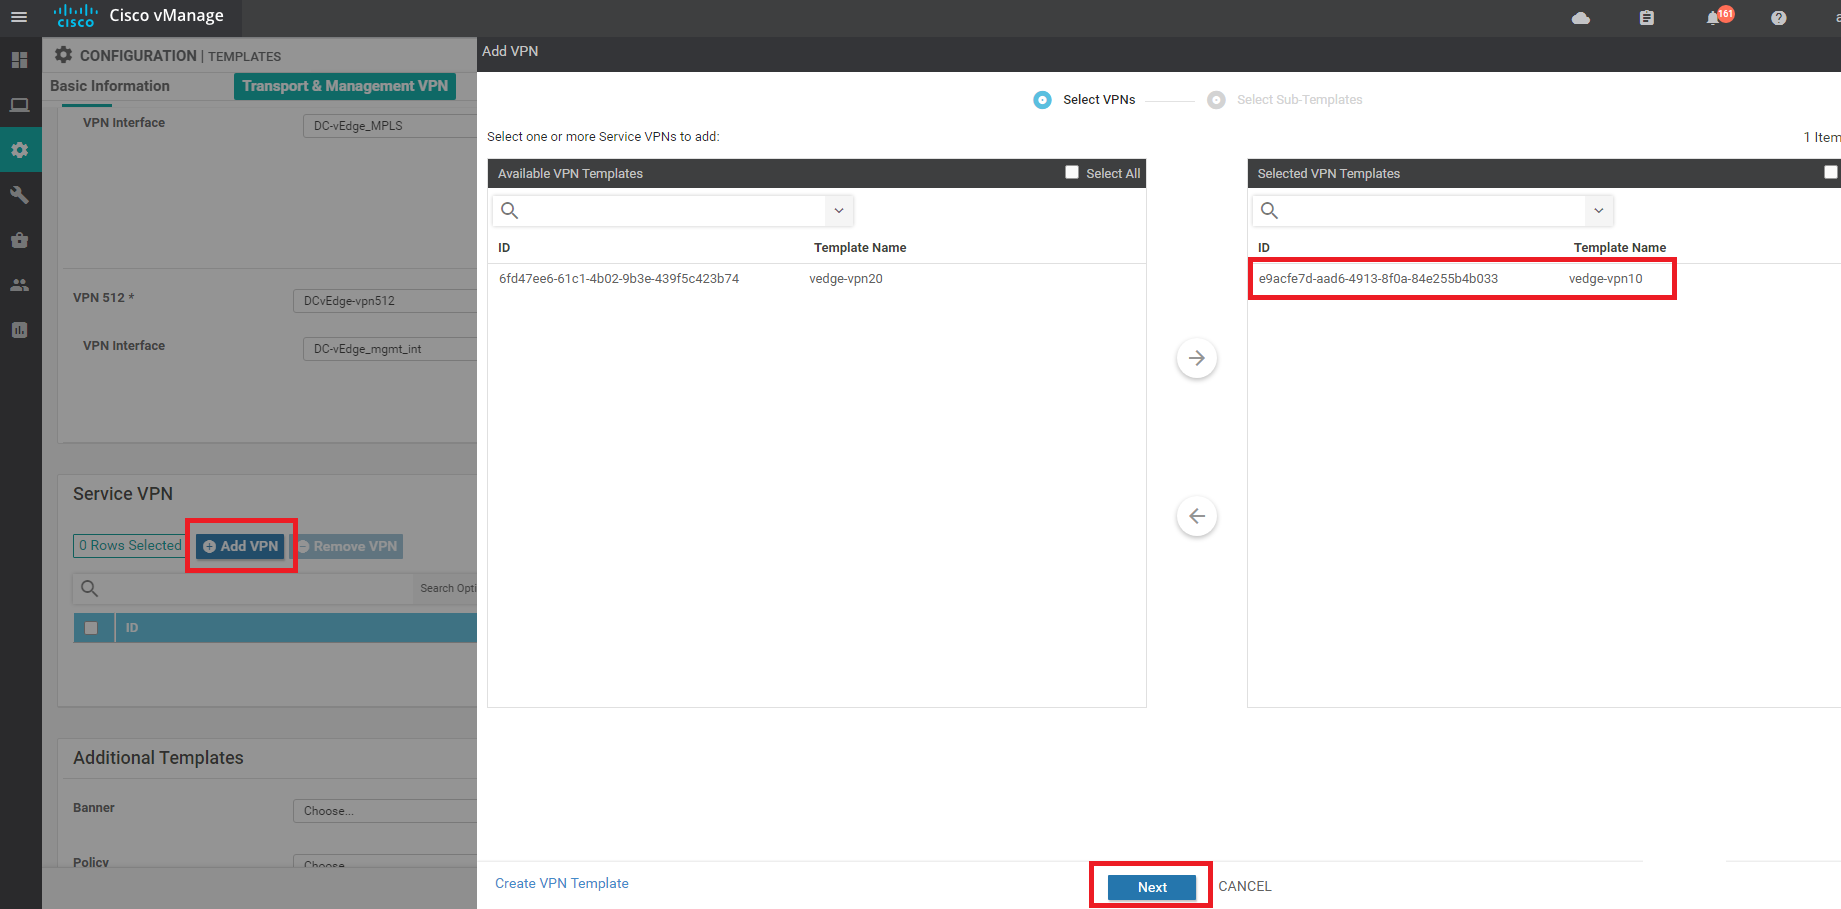 cisco Cisco vManage
161
CONFIGURATION | TEMPLATES
Basic Information Transport & Management VPN
VPN Interface DC-vEdge_MPLS
VPN 512 * DCvEdge-vpn512
VPN Interface DC-vEdge_mgmt_int
Service VPN
0 Rows Selected Add VPN Remove VPN
Search Opti
ID
Additional Templates
Banner Choose...
Policy Choose
Add VPN
Select VPNs Select Sub-Templates
Select one or more Service VPNs to add: 1 Item
Available VPN Templates Select All
ID Template Name
6fd47ee6-61c1-4b02-9b3e-439f5c423b74 vedge-vpn20
Selected VPN Templates
ID Template Name
e9acfe7d-aad6-4913-8f0a-84e255b4b033 vedge-vpn10
Create VPN Template Next CANCEL